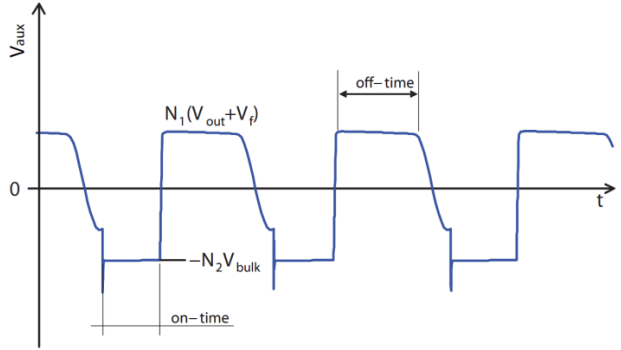 Vaux
off-time
N₁(Vout+Vf)
0
t
-N₂Vbulk
on-time